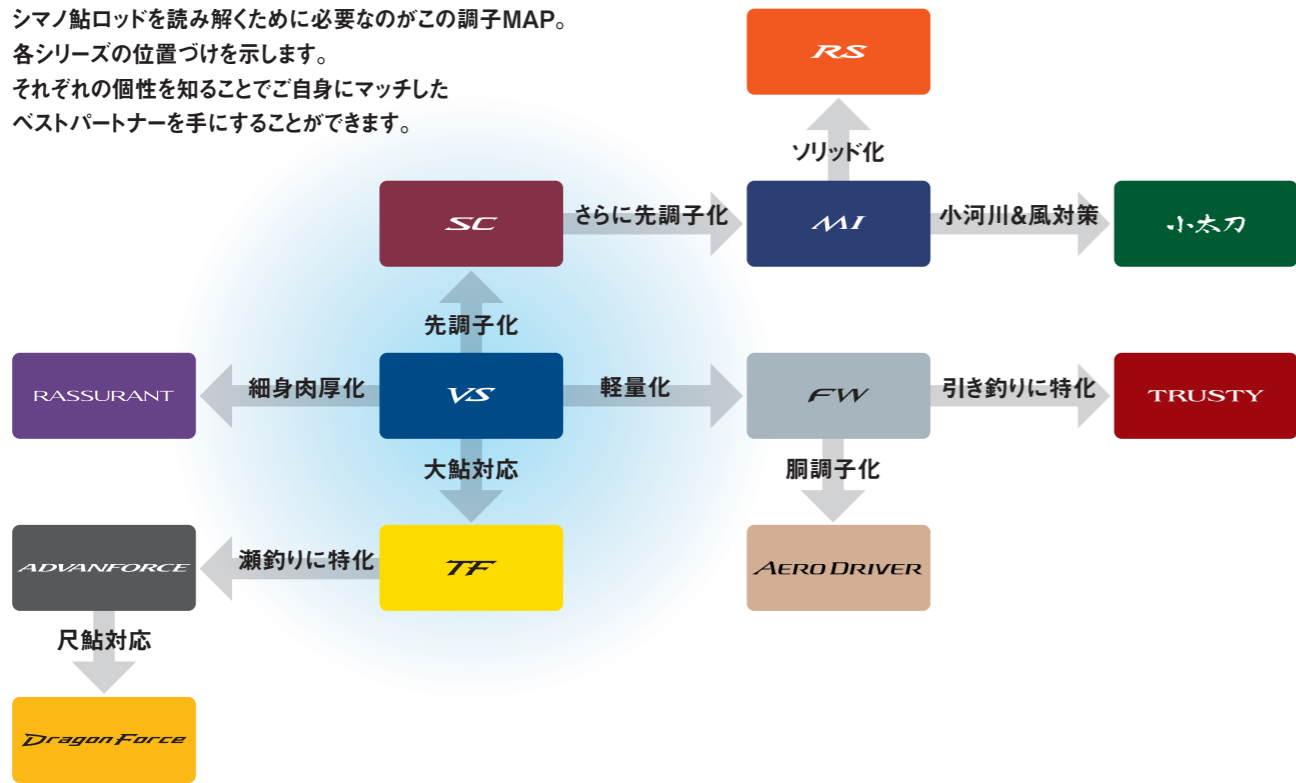 シマノ鮎ロッドを読み解くために必要なのがこの調子MAP。
各シリーズの位置づけを示します。
それぞれの個性を知ることでご自身にマッチした
ベストパートナーを手にすることができます。
RS
ソリッド化
SC
さらに先調子化
MI
小河川&風対策
小太刀
先調子化
RASSURANT
細身肉厚化
VS
軽量化
FW
引き釣りに特化
TRUSTY
大鮎対応
胴調子化
ADVANFORCE
瀬釣りに特化
TF
AERO DRIVER
尺鮎対応
Dragon Force